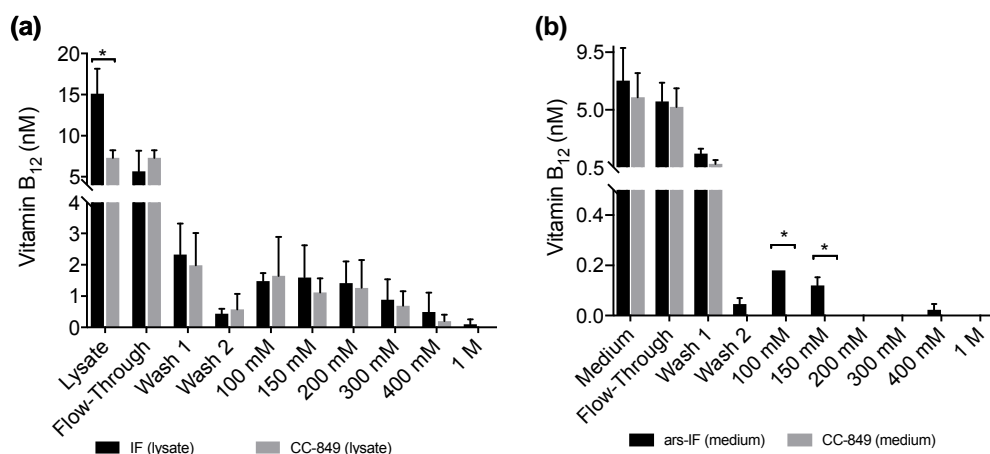 (a)
Vitamin B12 (nM)
20
15
10
5
4
3
2
1
0
*
Lysate
Flow-Through
Wash 1
Wash 2
100 mM
150 mM
200 mM
300 mM
400 mM
1 M
IF (lysate)
CC-849 (lysate)
(b)
Vitamin B12 (nM)
9.5
5.0
0.5
0.4
0.2
0.0
*
*
Medium
Flow-Through
Wash 1
Wash 2
100 mM
150 mM
200 mM
300 mM
400 mM
1 M
ars-IF (medium)
CC-849 (medium)